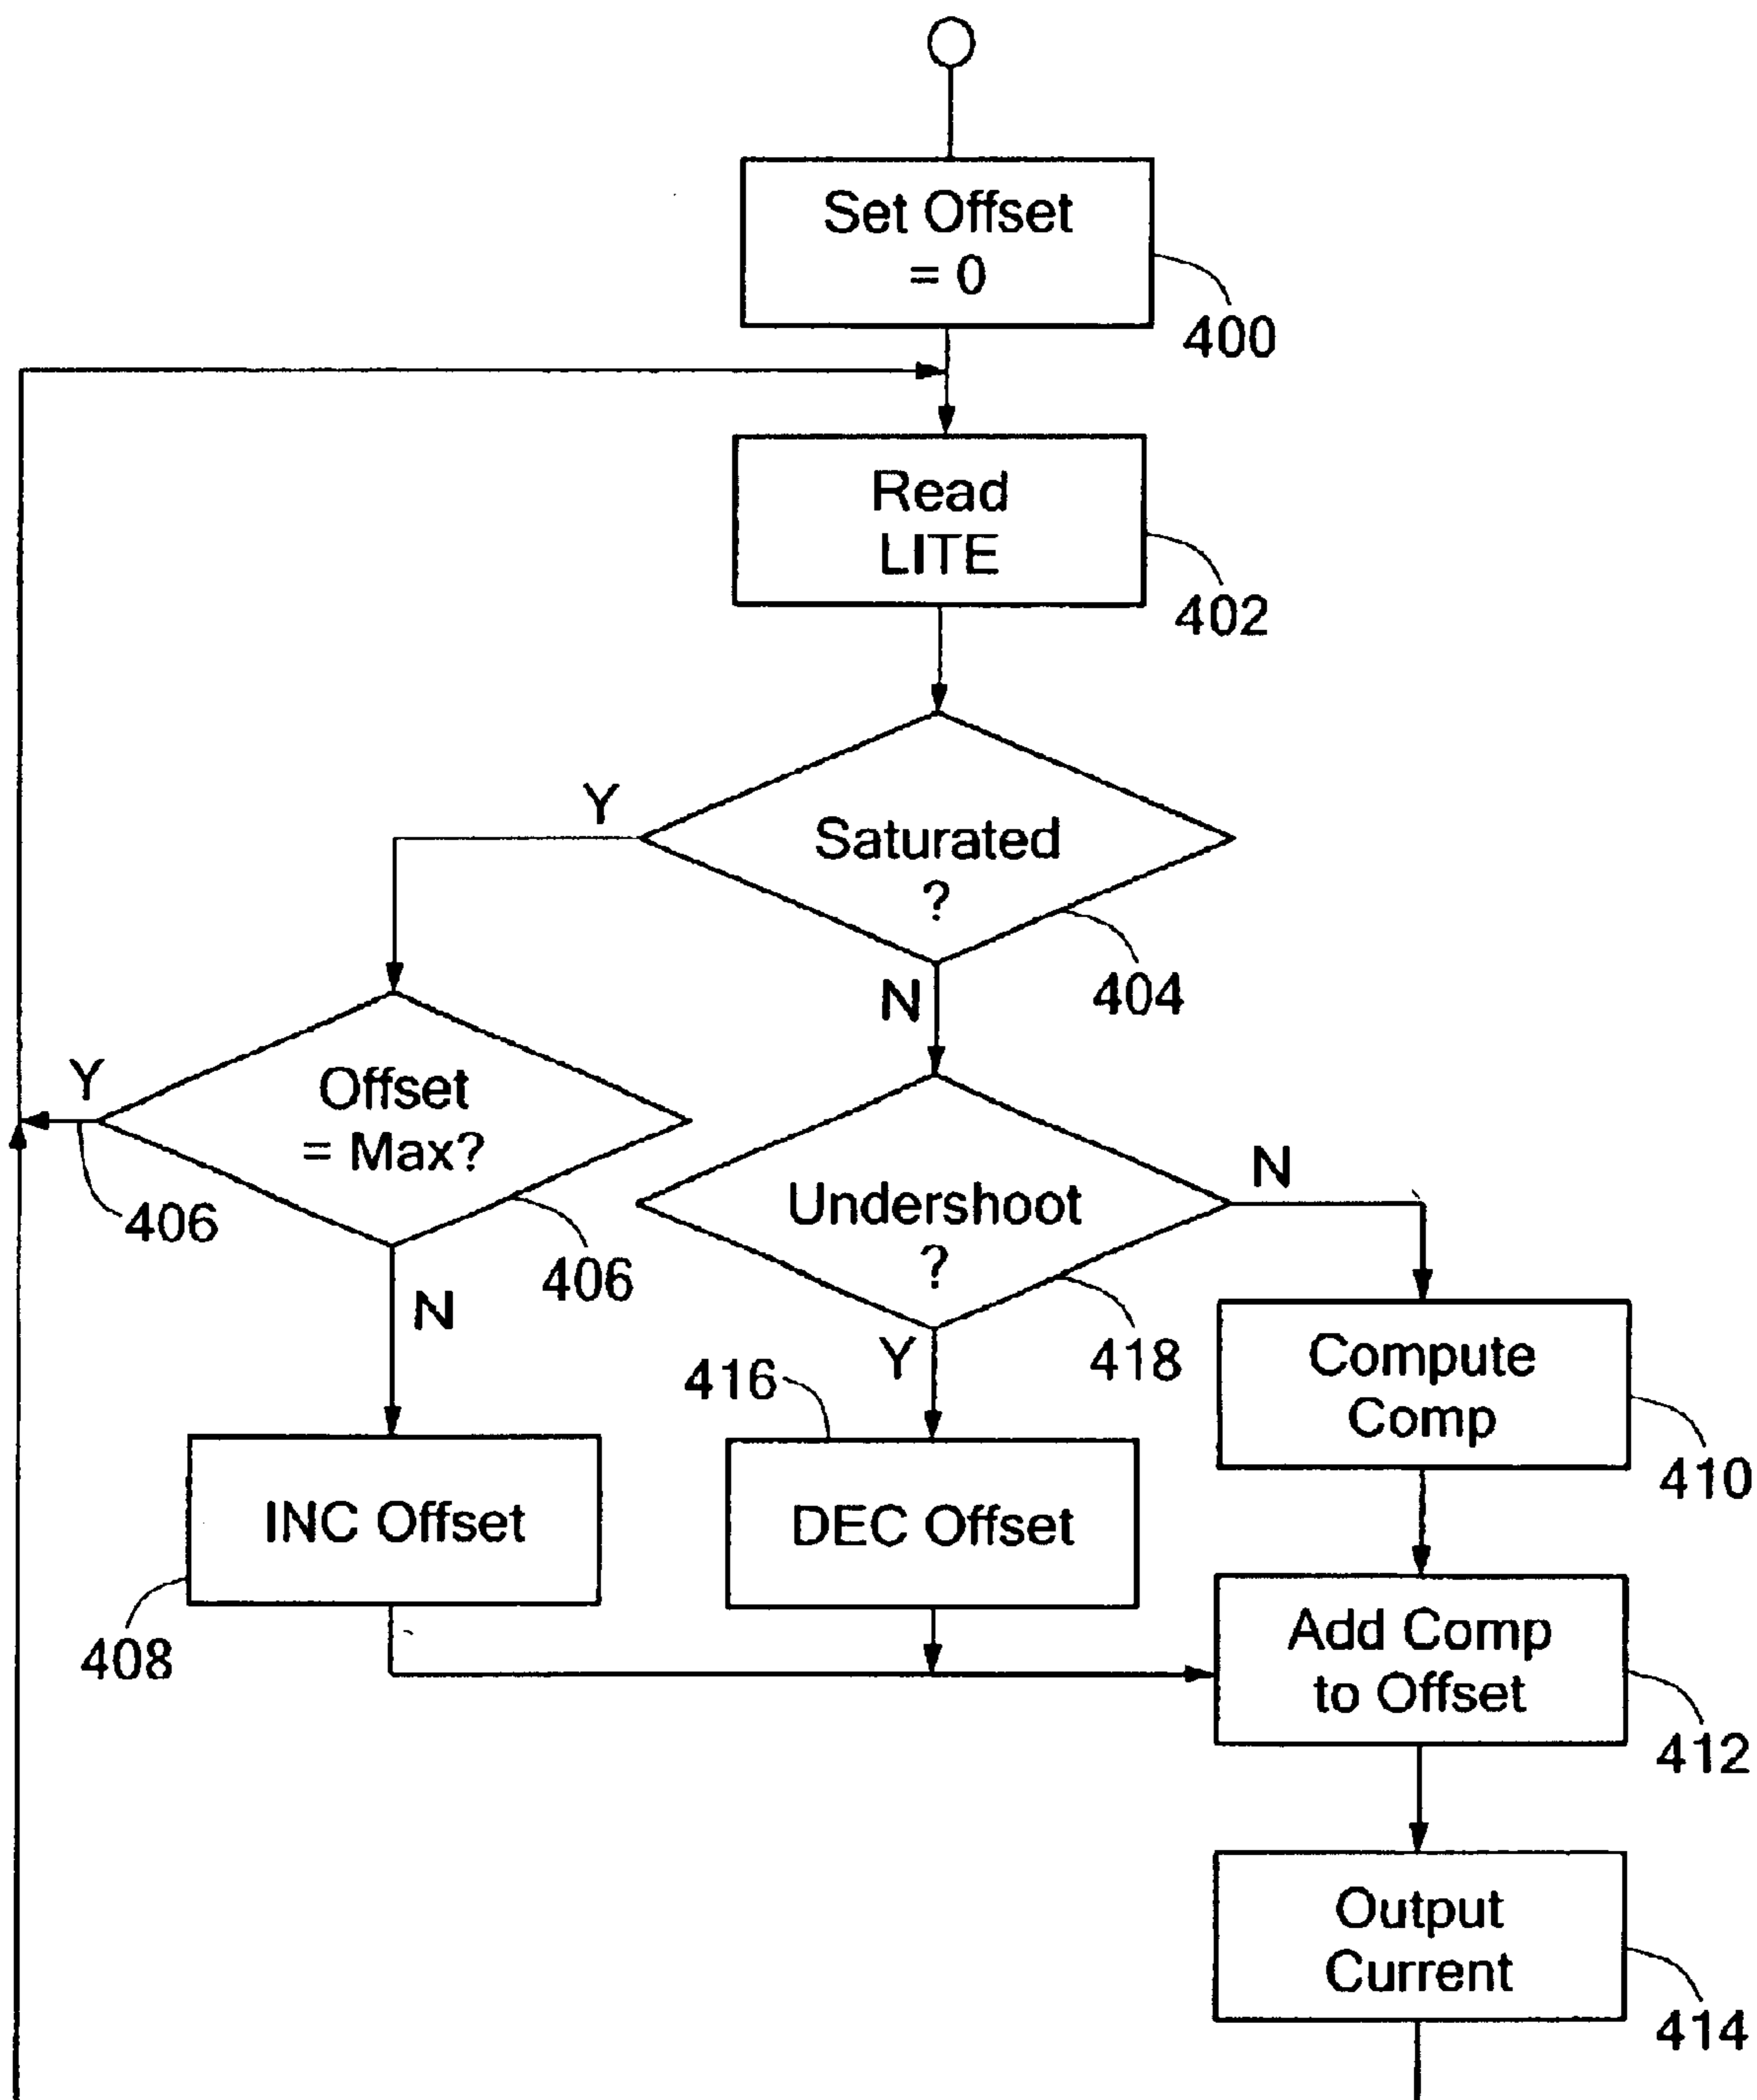 Set Offset
= 0
400
Read
LITE
402
Saturated
?
Y
N
404
Offset
= Max?
Y
406
406
N
Undershoot
?
N
418
Y
416
Compute
Comp
410
INC Offset
408
DEC Offset
Add Comp
to Offset
412
Output
Current
414